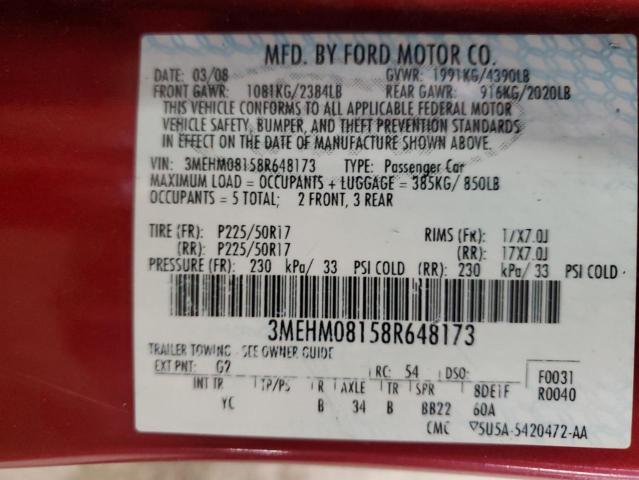 MFD. BY FORD MOTOR CO.
DATE: 03/08 GVWR: 1991KG/4390LB
FRONT GAWR: 1081KG/2384LB REAR GAWR: 916KG/2020LB
THIS VEHICLE CONFORMS TO ALL APPLICABLE FEDERAL MOTOR
VEHICLE SAFETY, BUMPER, AND THEFT PREVENTION STANDARDS
IN EFFECT ON THE DATE OF MANUFACTURE SHOWN ABOVE.
VIN: 3MEHM08158R648173 TYPE: Passenger Car
MAXIMUM LOAD = OCCUPANTS + LUGGAGE = 385KG/ 850LB
OCCUPANTS = 5 TOTAL: 2 FRONT, 3 REAR
TIRE (FR): P225/50R17 RIMS (FR): 17X7.0J
(RR): P225/50R17 (RR): 17X7.0J
PRESSURE (FR): 230 kPa/ 33 PSI COLD (RR): 230 kPa/ 33 PSI COLD
3MEHM08158R648173
TRAILER TOWING - SEE OWNER GUIDE
EXT PNT: G2 RC: 54 DSO: F0031
INT TR TP/PS R AXLE TR SPR 8DE1F R0040
YC B 34 B BB22 60A
CMC 5U5A-5420472-AA